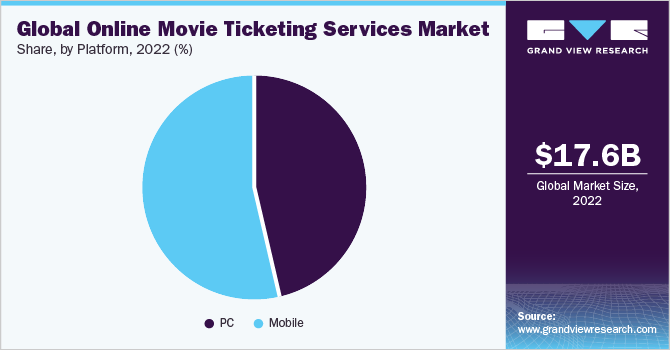 Global Online Movie Ticketing Services Market
Share, by Platform, 2022 (%)
PC
Mobile
GVR
GRAND VIEW RESEARCH
$17.6B
Global Market Size,
2022
Source:
www.grandviewresearch.com